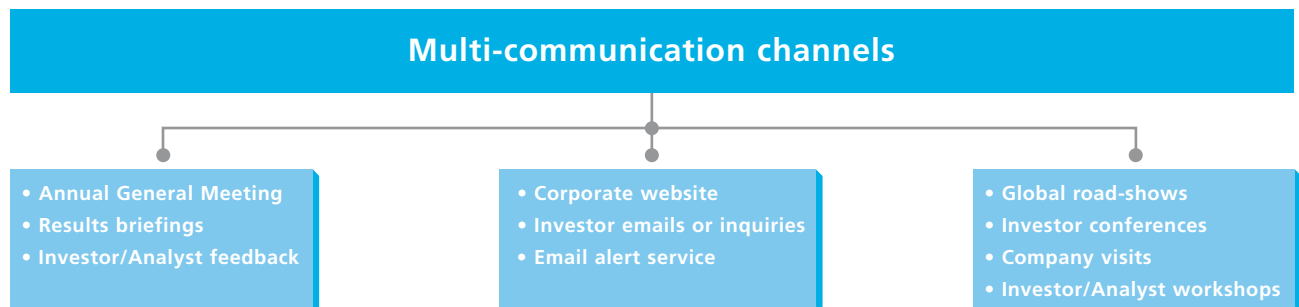 Multi-communication channels
• Annual General Meeting
• Results briefings
• Investor/Analyst feedback
• Corporate website
• Investor emails or inquiries
• Email alert service
• Global road-shows
• Investor conferences
• Company visits
• Investor/Analyst workshops